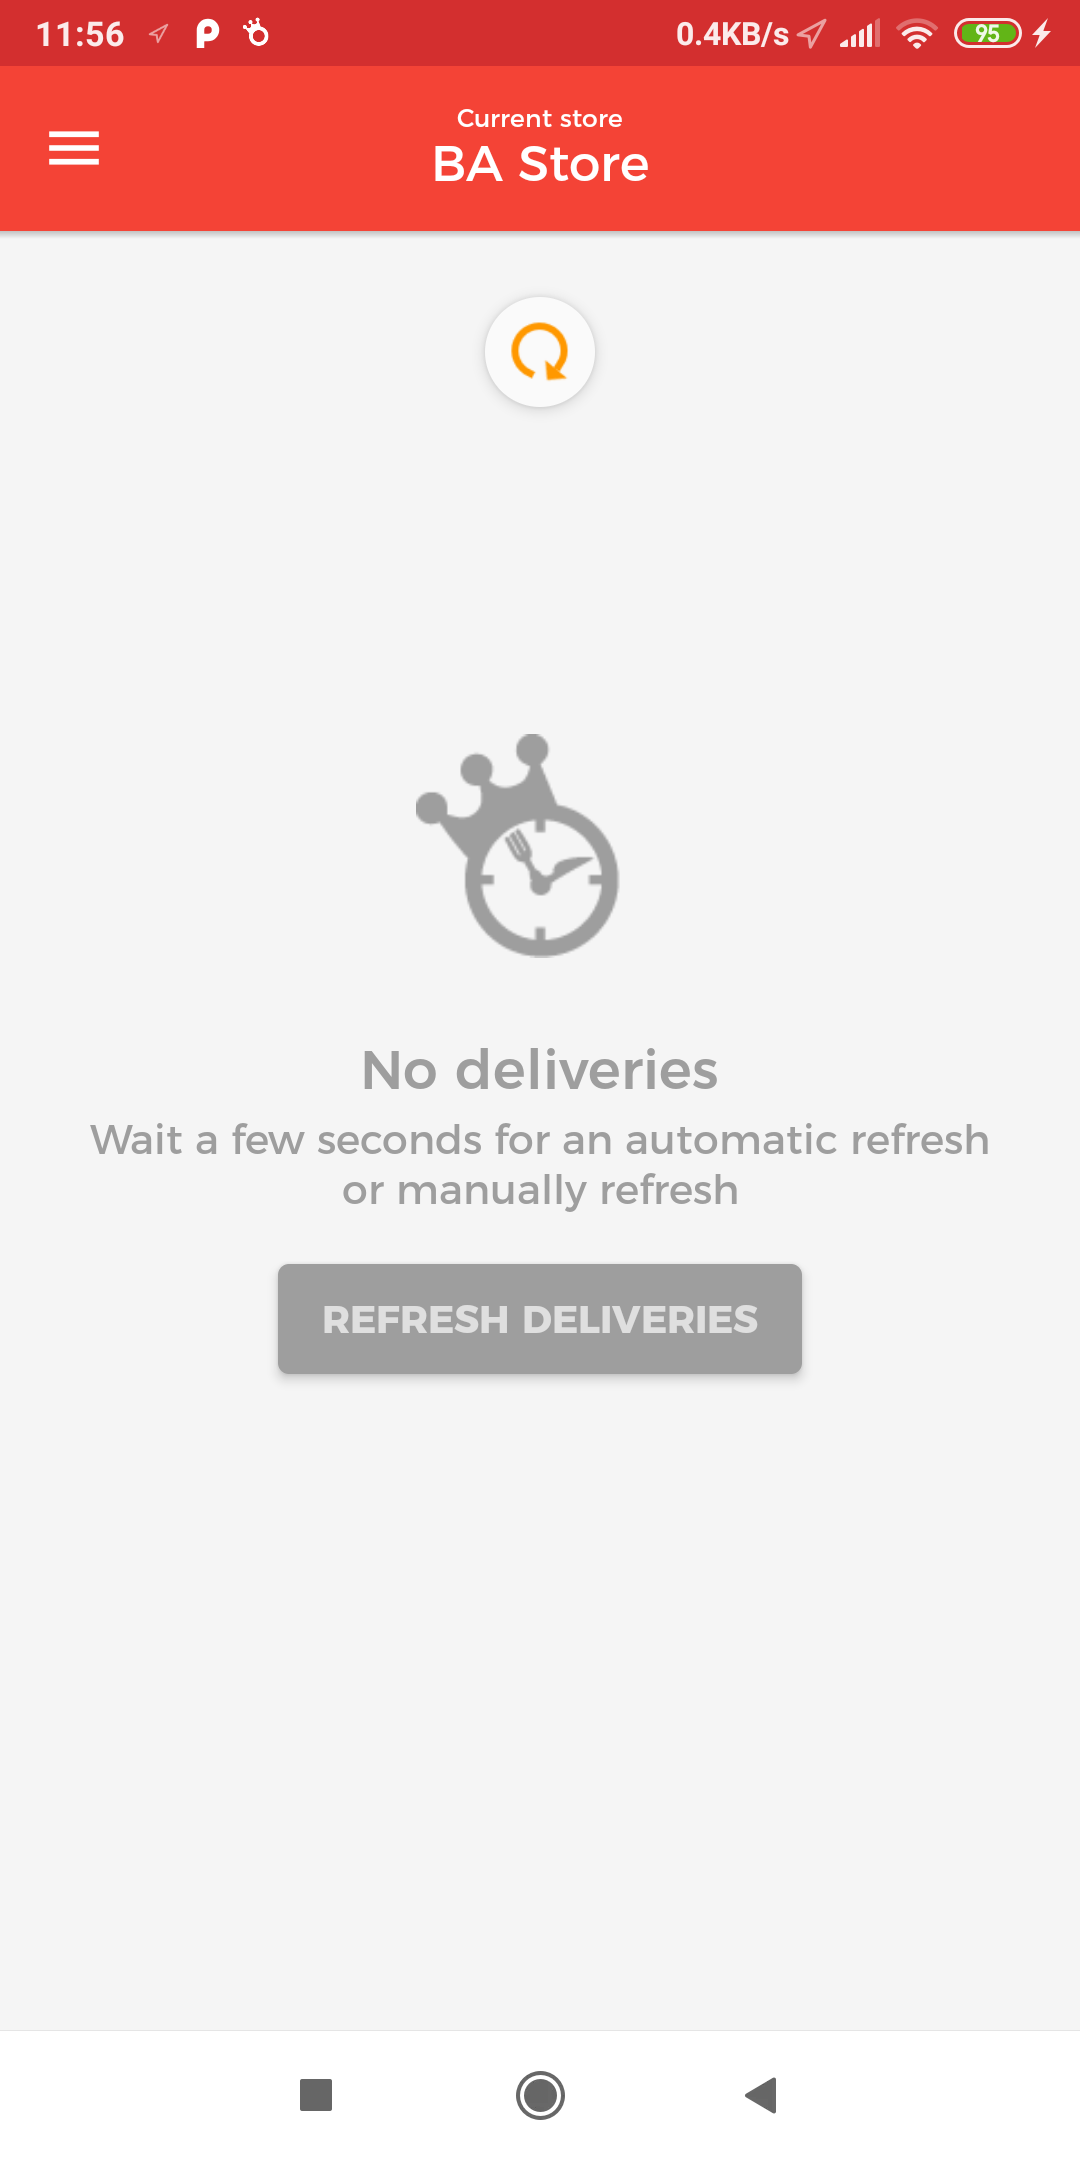 11:56 0.4KB/s 95
Current store
BA Store
No deliveries
Wait a few seconds for an automatic refresh
or manually refresh
REFRESH DELIVERIES